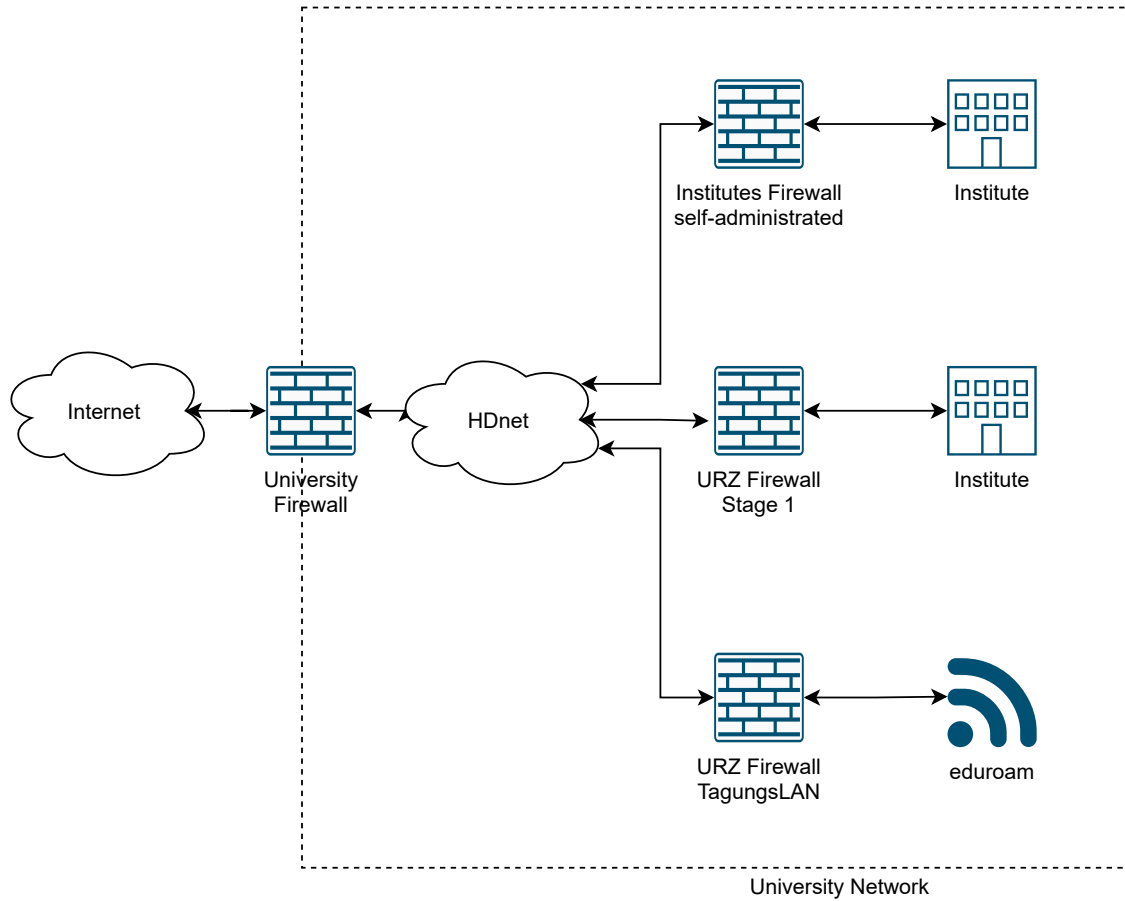 Institutes Firewall
self-administrated
Institute
Internet
HDnet
University
Firewall
URZ Firewall
Stage 1
Institute
URZ Firewall
TagungsLAN
eduroam
University Network